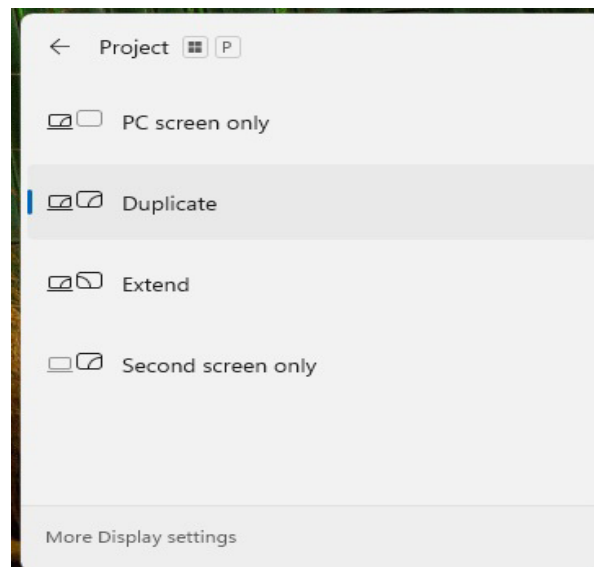 Project P
PC screen only
Duplicate
Extend
Second screen only
More Display settings